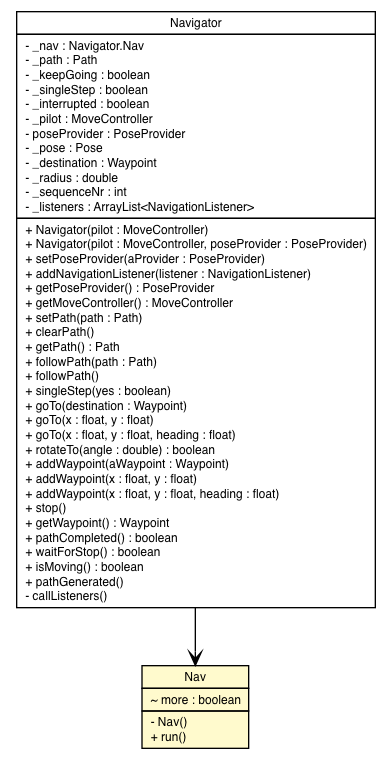 Navigator
- _nav : Navigator.Nav
- _path : Path
- _keepGoing : boolean
- _singleStep : boolean
- _interrupted : boolean
- _pilot : MoveController
- poseProvider : PoseProvider
- _pose : Pose
- _destination : Waypoint
- _radius : double
- _sequenceNr : int
- _listeners : ArrayList<NavigationListener>
+ Navigator(pilot : MoveController)
+ Navigator(pilot : MoveController, poseProvider : PoseProvider)
+ setPoseProvider(aProvider : PoseProvider)
+ addNavigationListener(listener : NavigationListener)
+ getPoseProvider() : PoseProvider
+ getMoveController() : MoveController
+ setPath(path : Path)
+ clearPath()
+ getPath() : Path
+ followPath(path : Path)
+ followPath()
+ singleStep(yes : boolean)
+ goTo(destination : Waypoint)
+ goTo(x : float, y : float)
+ goTo(x : float, y : float, heading : float)
+ rotateTo(angle : double) : boolean
+ addWaypoint(aWaypoint : Waypoint)
+ addWaypoint(x : float, y : float)
+ addWaypoint(x : float, y : float, heading : float)
+ stop()
+ getWaypoint() : Waypoint
+ pathCompleted() : boolean
+ waitForStop() : boolean
+ isMoving() : boolean
+ pathGenerated()
- callListeners()
Nav
~ more : boolean
- Nav()
+ run()